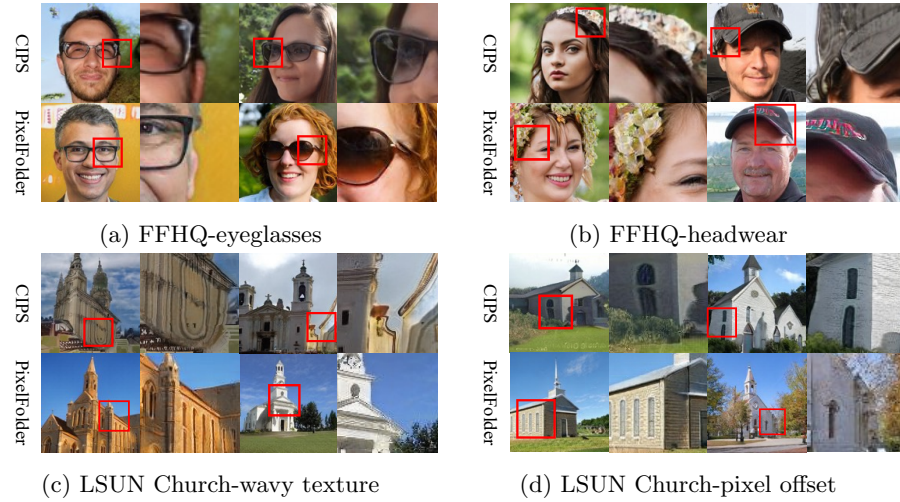 CIPS
PixelFolder
(a) FFHQ-eyeglasses
CIPS
PixelFolder
(b) FFHQ-headwear
CIPS
PixelFolder
(c) LSUN Church-wavy texture
CIPS
PixelFolder
(d) LSUN Church-pixel offset